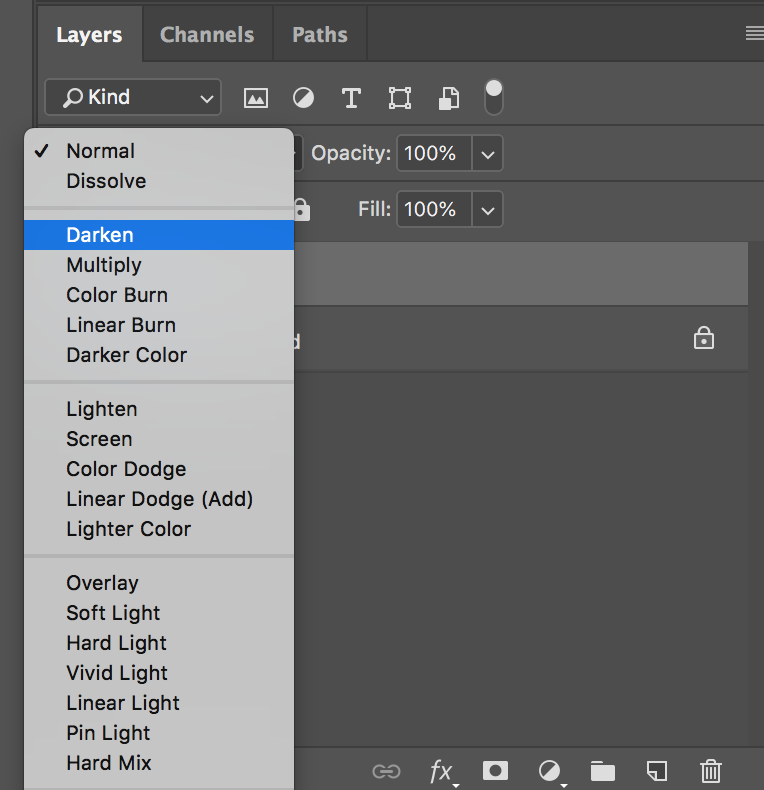 Layers Channels Paths
Kind
T
Normal Opacity: 100%
Dissolve
Fill: 100%
Darken
Multiply
Color Burn
Linear Burn
Darker Color
Lighten
Screen
Color Dodge
Linear Dodge (Add)
Lighter Color
Overlay
Soft Light
Hard Light
Vivid Light
Linear Light
Pin Light
Hard Mix
fx